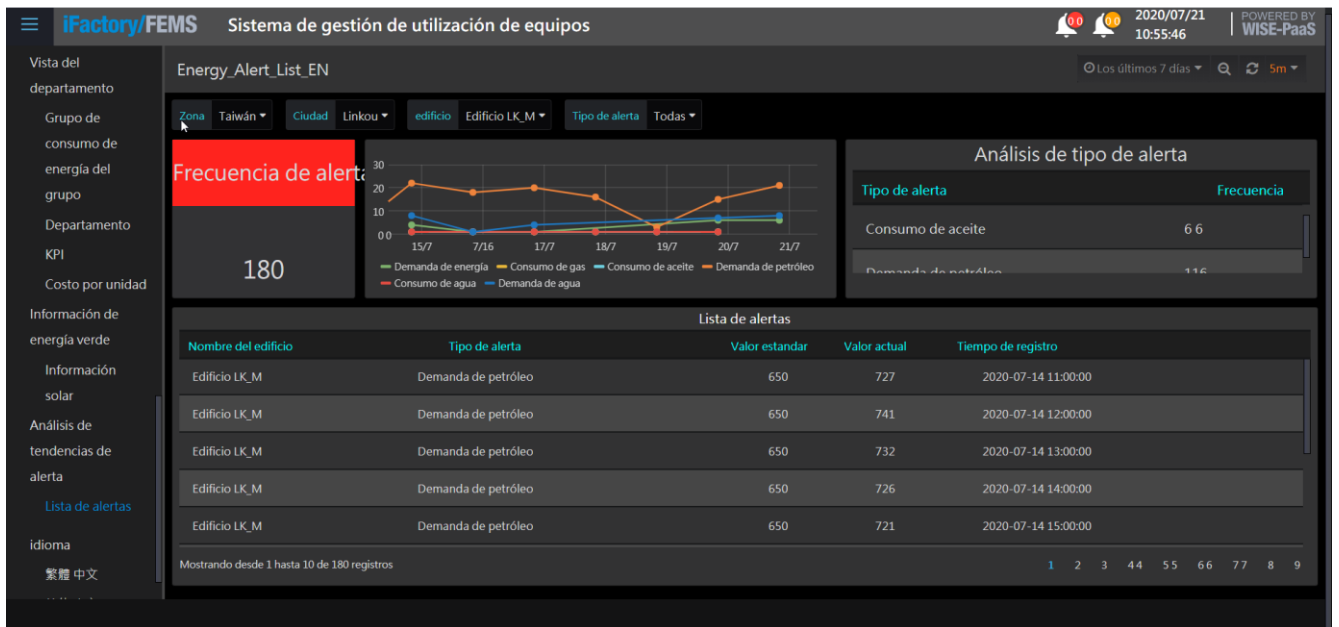 iFactory/FEMS Sistema de gestión de utilización de equipos
00 00 2020/07/21
10:55:46
POWERED BY
WISE-PaaS
Vista del
departamento
Grupo de
consumo de
energía del
grupo
Departamento
KPI
Costo por unidad
Información de
energía verde
Información
solar
Análisis de
tendencias de
alerta
Lista de alertas
idioma
繁體 中文
Energy_Alert_List_EN
Los últimos 7 días 5m
Zona Taiwán Ciudad Linkou edificio Edificio LK_M Tipo de alerta Todas
Frecuencia de alerta
180
30
20
10
0 0
15/7 7/16 17/7 18/7 19/7 20/7 21/7
Demanda de energía Consumo de gas Consumo de aceite Demanda de petróleo
Consumo de agua Demanda de agua
Análisis de tipo de alerta
Tipo de alerta Frecuencia
Consumo de aceite 6 6
Demanda de petróleo 116
Lista de alertas
Nombre del edificio Tipo de alerta Valor estandar Valor actual Tiempo de registro
Edificio LK_M Demanda de petróleo 650 727 2020-07-14 11:00:00
Edificio LK_M Demanda de petróleo 650 741 2020-07-14 12:00:00
Edificio LK_M Demanda de petróleo 650 732 2020-07-14 13:00:00
Edificio LK_M Demanda de petróleo 650 726 2020-07-14 14:00:00
Edificio LK_M Demanda de petróleo 650 721 2020-07-14 15:00:00
Mostrando desde 1 hasta 10 de 180 registros
1 2 3 44 55 66 77 8 9